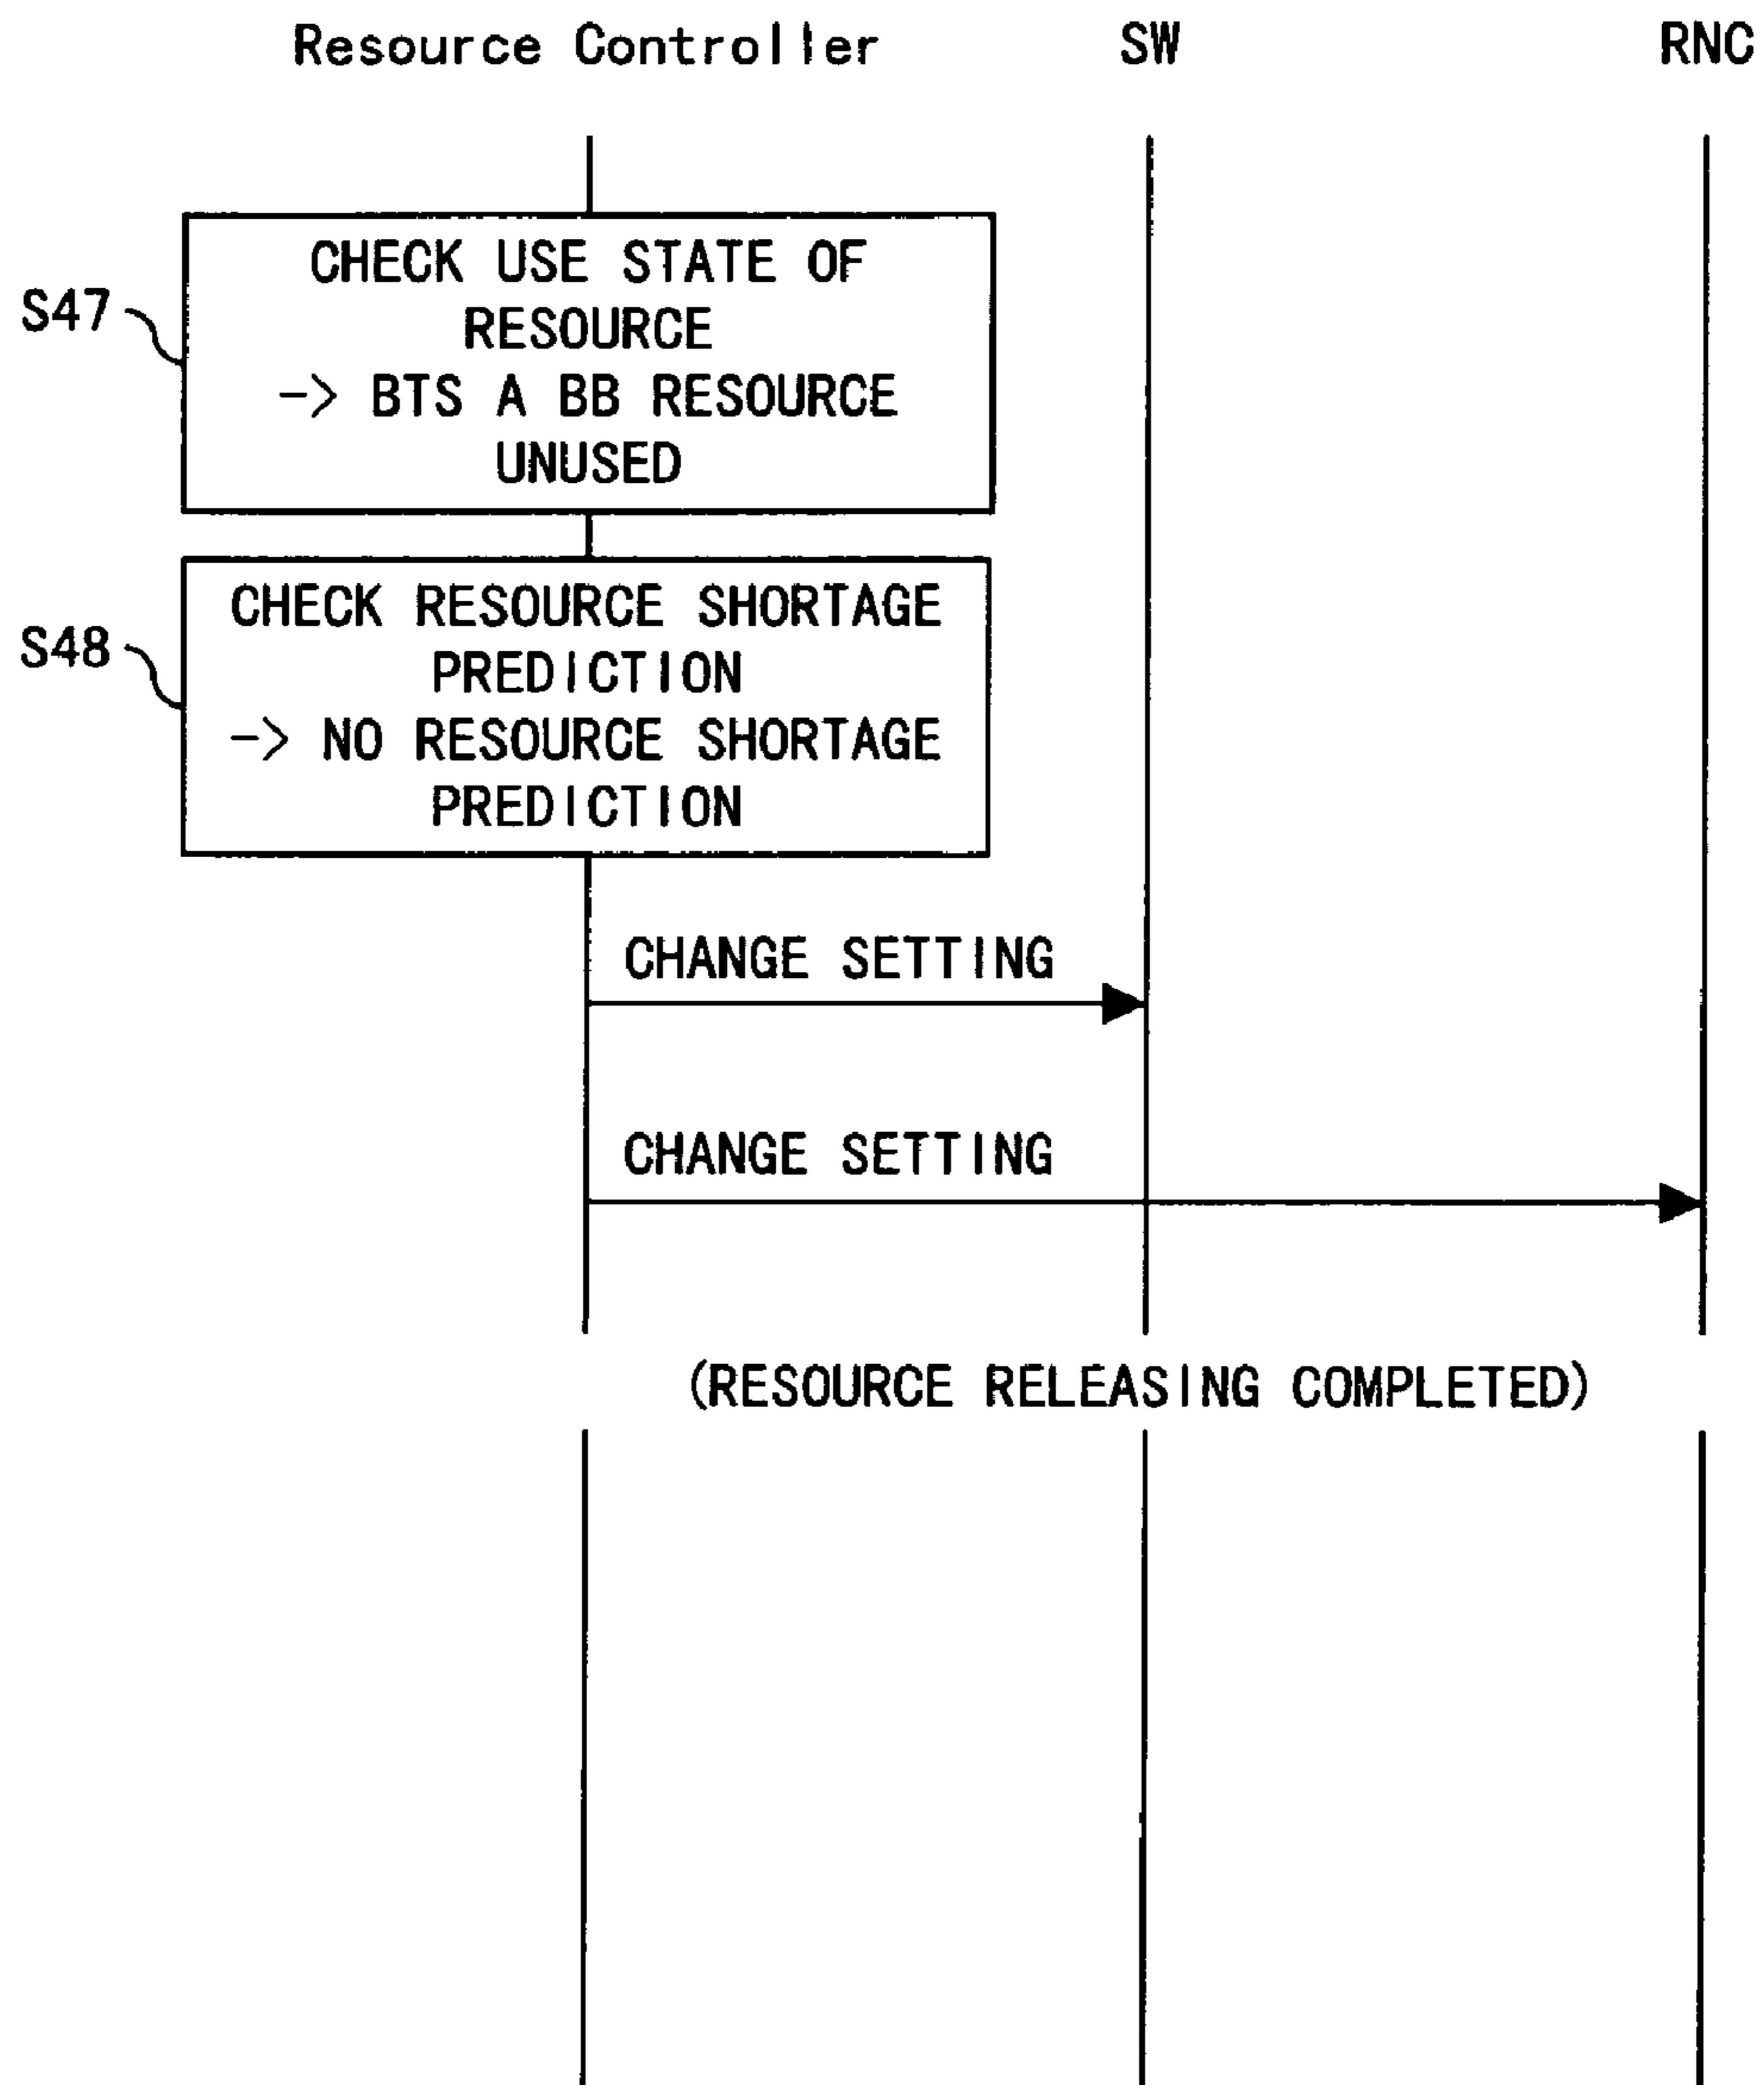 Resource Controller SW RNC
CHECK USE STATE OF
S47
RESOURCE
-> BTS A BB RESOURCE
UNUSED
CHECK RESOURCE SHORTAGE
S48
PREDICTION
-> NO RESOURCE SHORTAGE
PREDICTION
CHANGE SETTING
CHANGE SETTING
(RESOURCE RELEASING COMPLETED)